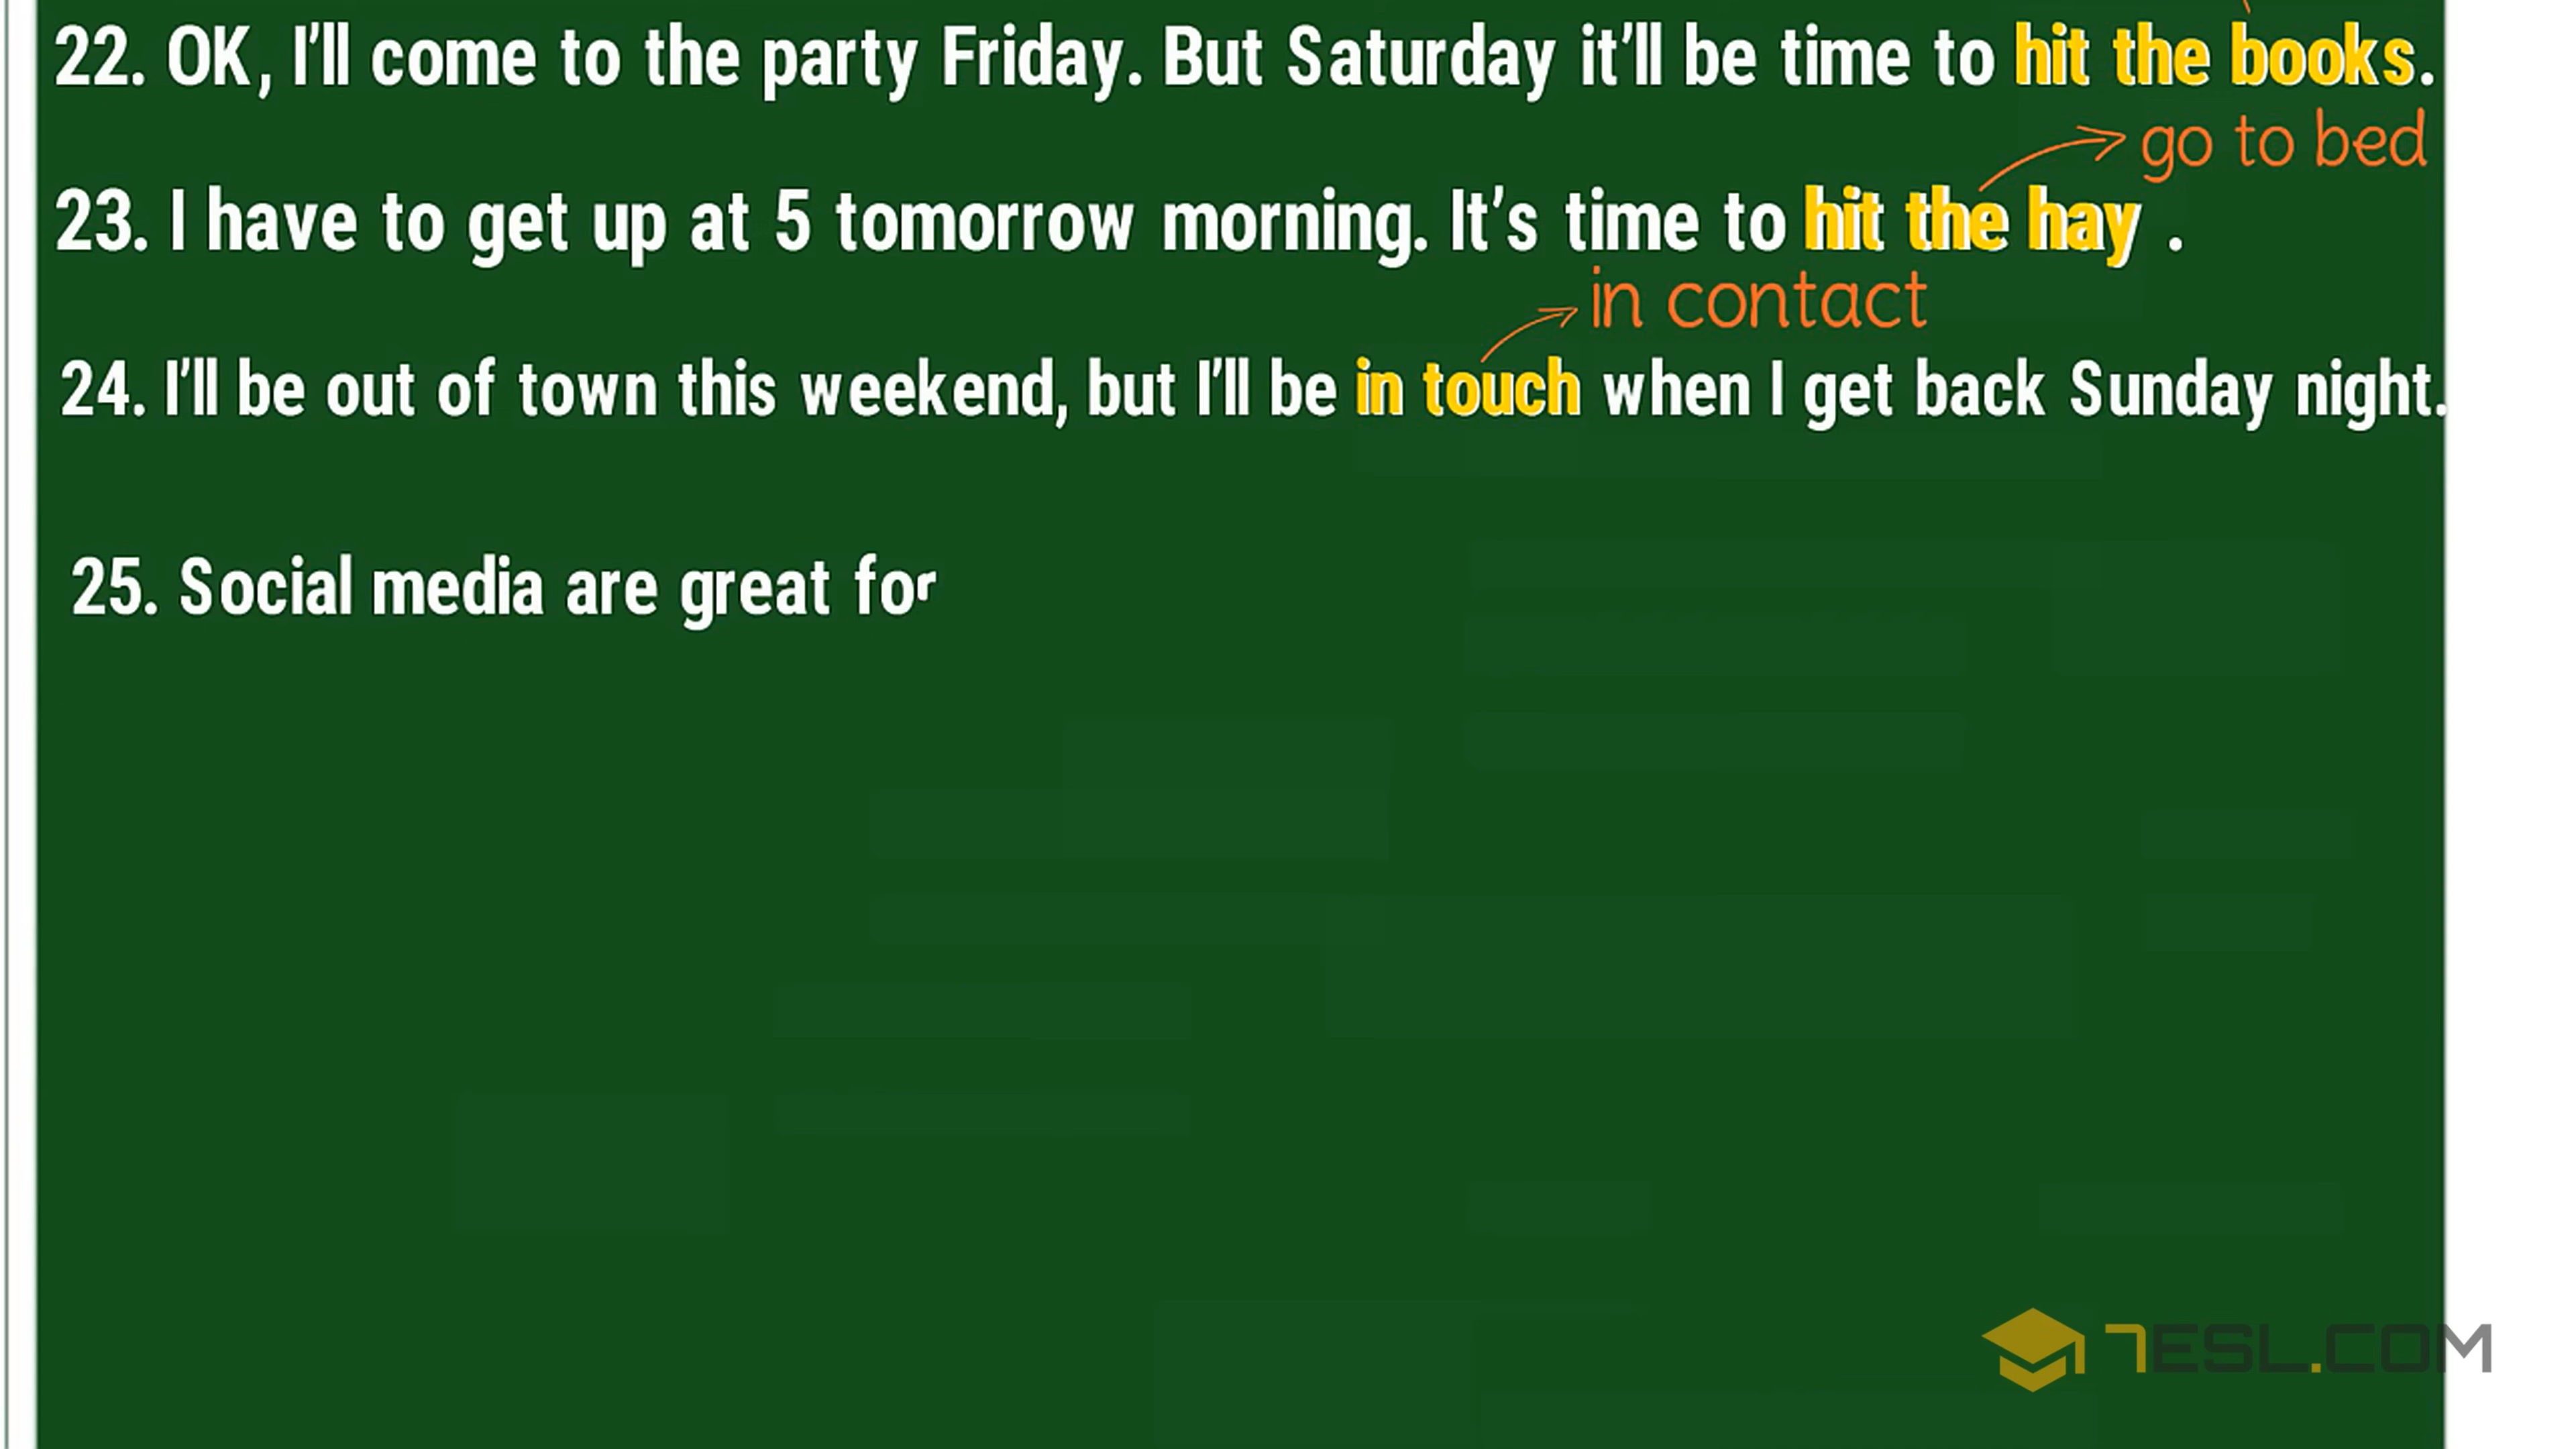 22. OK, I'll come to the party Friday. But Saturday it'll be time to hit the books.
go to bed
23. I have to get up at 5 tomorrow morning. It's time to hit the hay .
in contact
24. I'll be out of town this weekend, but I'll be in touch when I get back Sunday night.
25. Social media are great for
7ESL.COM